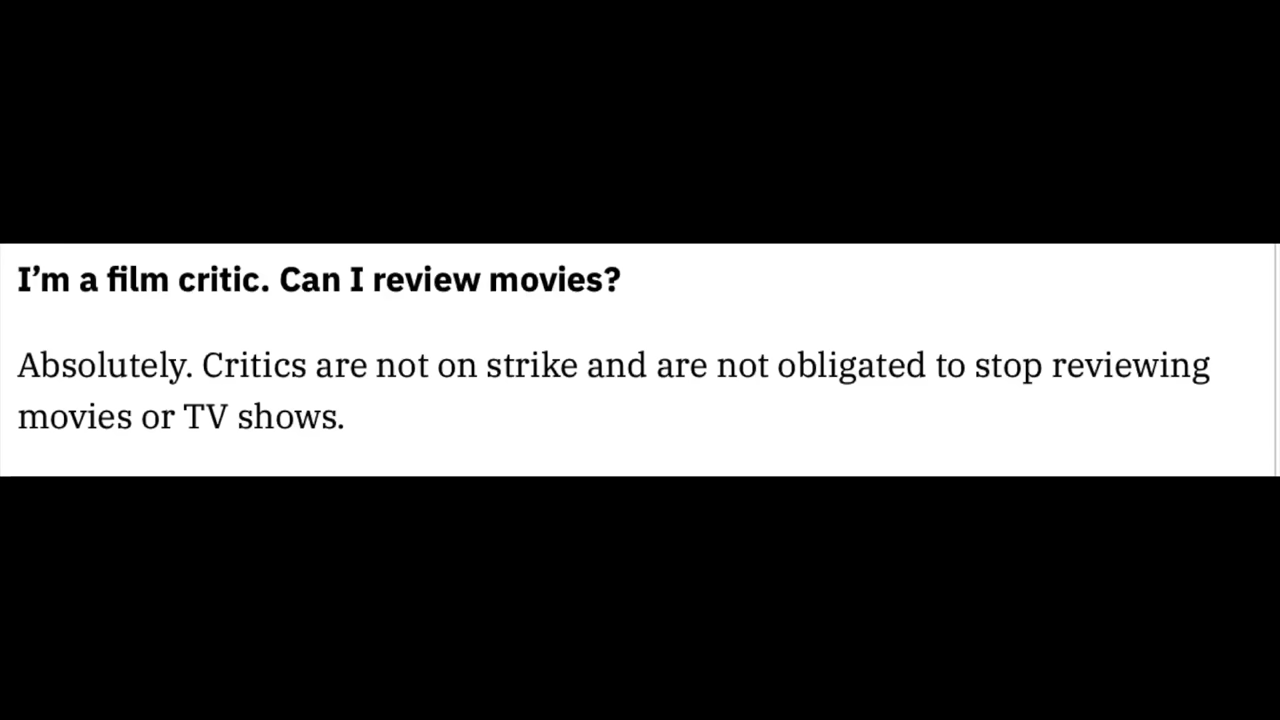 I’m a film critic. Can I review movies?
Absolutely. Critics are not on strike and are not obligated to stop reviewing
movies or TV shows.